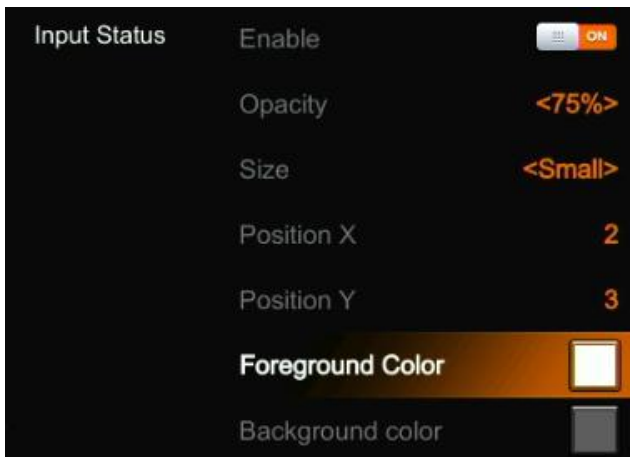 Input Status
Enable ON
Opacity <75%>
Size <Small>
Position X 2
Position Y 3
Foreground Color
Background color